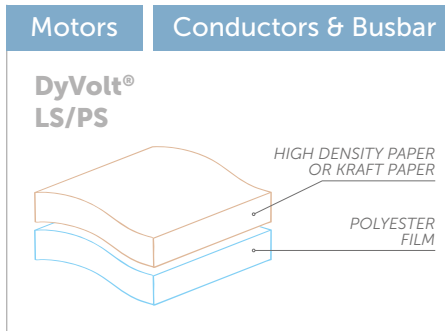 Motors
Conductors & Busbar
DyVolt®
LS/PS
HIGH DENSITY PAPER
OR KRAFT PAPER
POLYESTER
FILM